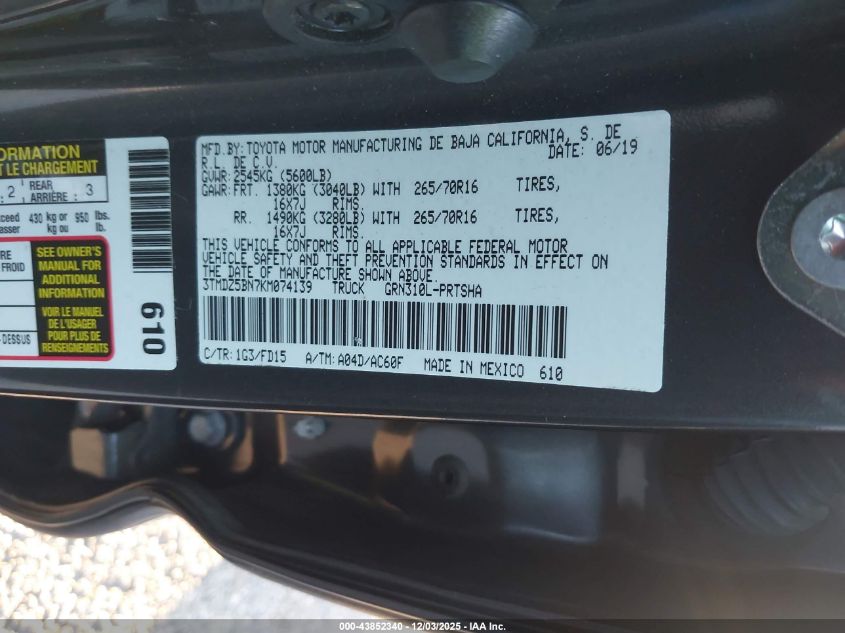 ORMATION
T LE CHARGEMENT
2 REAR ARRIÈRE : 3
xceed 430 kg or 950 lbs.
asser kg ou lb.
RE SEE OWNER'S
FROID MANUAL FOR
ADDITIONAL
INFORMATION
VOIR LE MANUEL
DE L'USAGER
-DESSUS POUR PLUS DE
RENSEIGNEMENTS
610
MFD.BY:TOYOTA MOTOR MANUFACTURING DE BAJA CALIFORNIA, S. DE
R.L. DE C.V. DATE: 06/19
GVWR:2545KG (5600LB)
GAWR:FRT. 1380KG (3040LB) WITH 265/70R16 TIRES,
16X7J RIMS.
RR. 1490KG (3280LB) WITH 265/70R16 TIRES,
16X7J RIMS.
THIS VEHICLE CONFORMS TO ALL APPLICABLE FEDERAL MOTOR
VEHICLE SAFETY AND THEFT PREVENTION STANDARDS IN EFFECT ON
THE DATE OF MANUFACTURE SHOWN ABOVE.
3TMDZ5BN7KM074139 TRUCK GRN310L-PRTSHA
C/TR:1G3/FD15 A/TM:A04D/AC60F MADE IN MEXICO 610
000-43852340 - 12/03/2025 - IAA Inc.